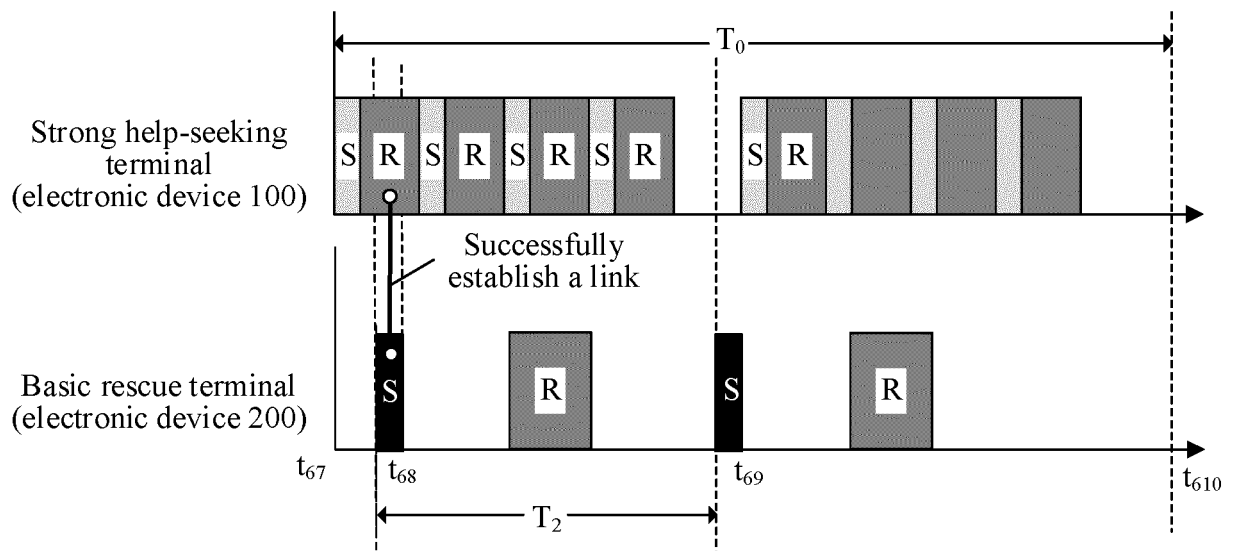 T0
Strong help-seeking
terminal
(electronic device 100)
S R S R S R S R S R
Successfully
establish a link
Basic rescue terminal
(electronic device 200)
S R S R
t67 t68 t69 t610
T2